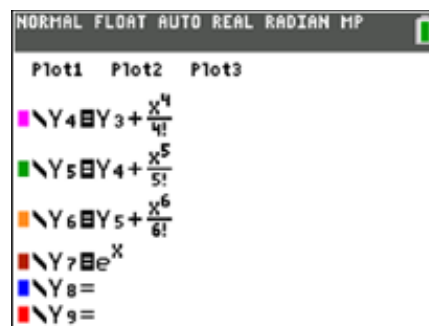 NORMAL FLOAT AUTO REAL RADIAN MP
Plot1 Plot2 Plot3
\Y₄=Y₃+X⁴/4!
\Y₅=Y₄+X⁵/5!
\Y₆=Y₅+X⁶/6!
\Y₇=e^X
\Y₈=
\Y₉=